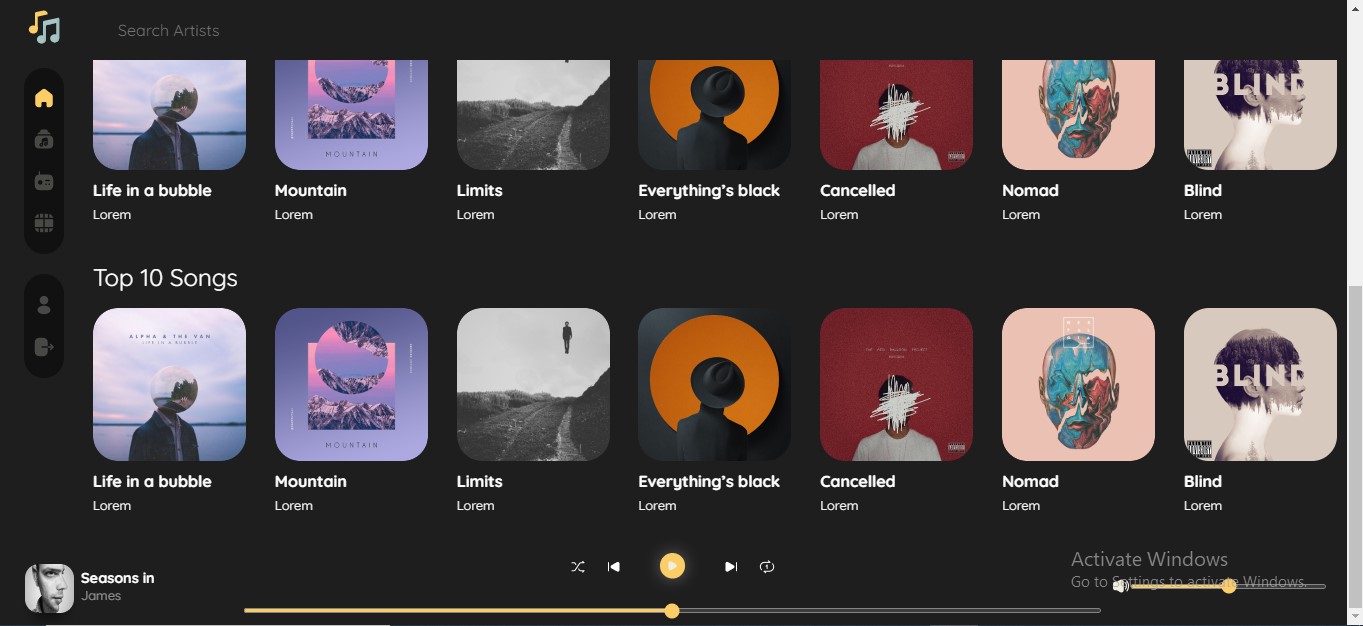 Search Artists
MOUNTAIN
BLIND
Life in a bubble
Mountain
Limits
Everything's black
Cancelled
Nomad
Blind
Lorem
Lorem
Lorem
Lorem
Lorem
Lorem
Lorem
Top 10 Songs
ALPHA & THE VAN
LIFE IN A BUBBLE
MOUNTAIN
BLIND
Life in a bubble
Mountain
Limits
Everything's black
Cancelled
Nomad
Blind
Lorem
Lorem
Lorem
Lorem
Lorem
Lorem
Lorem
Seasons in
James
Activate Windows
Go to Settings to activate Windows.